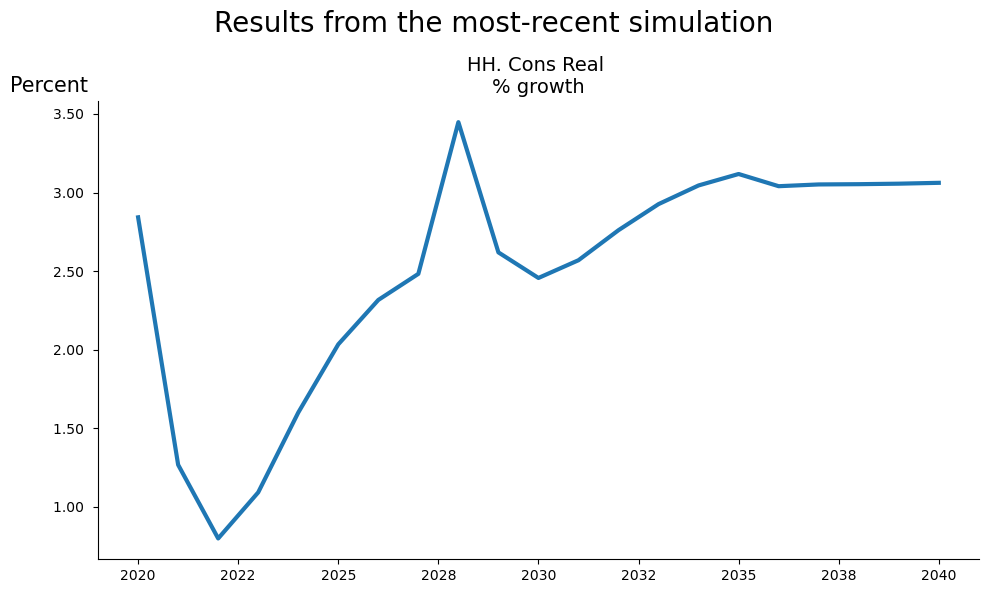 Results from the most-recent simulation
HH. Cons Real
% growth
Percent
3.50
3.00
2.50
2.00
1.50
1.00
2020 2022 2025 2028 2030 2032 2035 2038 2040